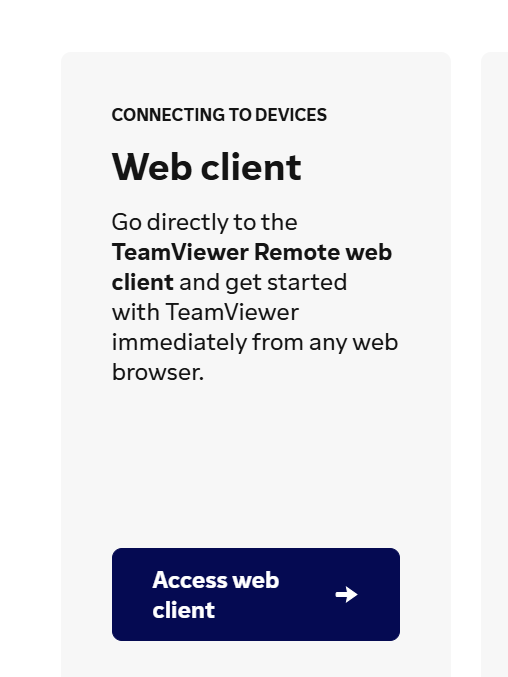 CONNECTING TO DEVICES
Web client
Go directly to the
TeamViewer Remote web
client and get started
with TeamViewer
immediately from any web
browser.
Access web
client